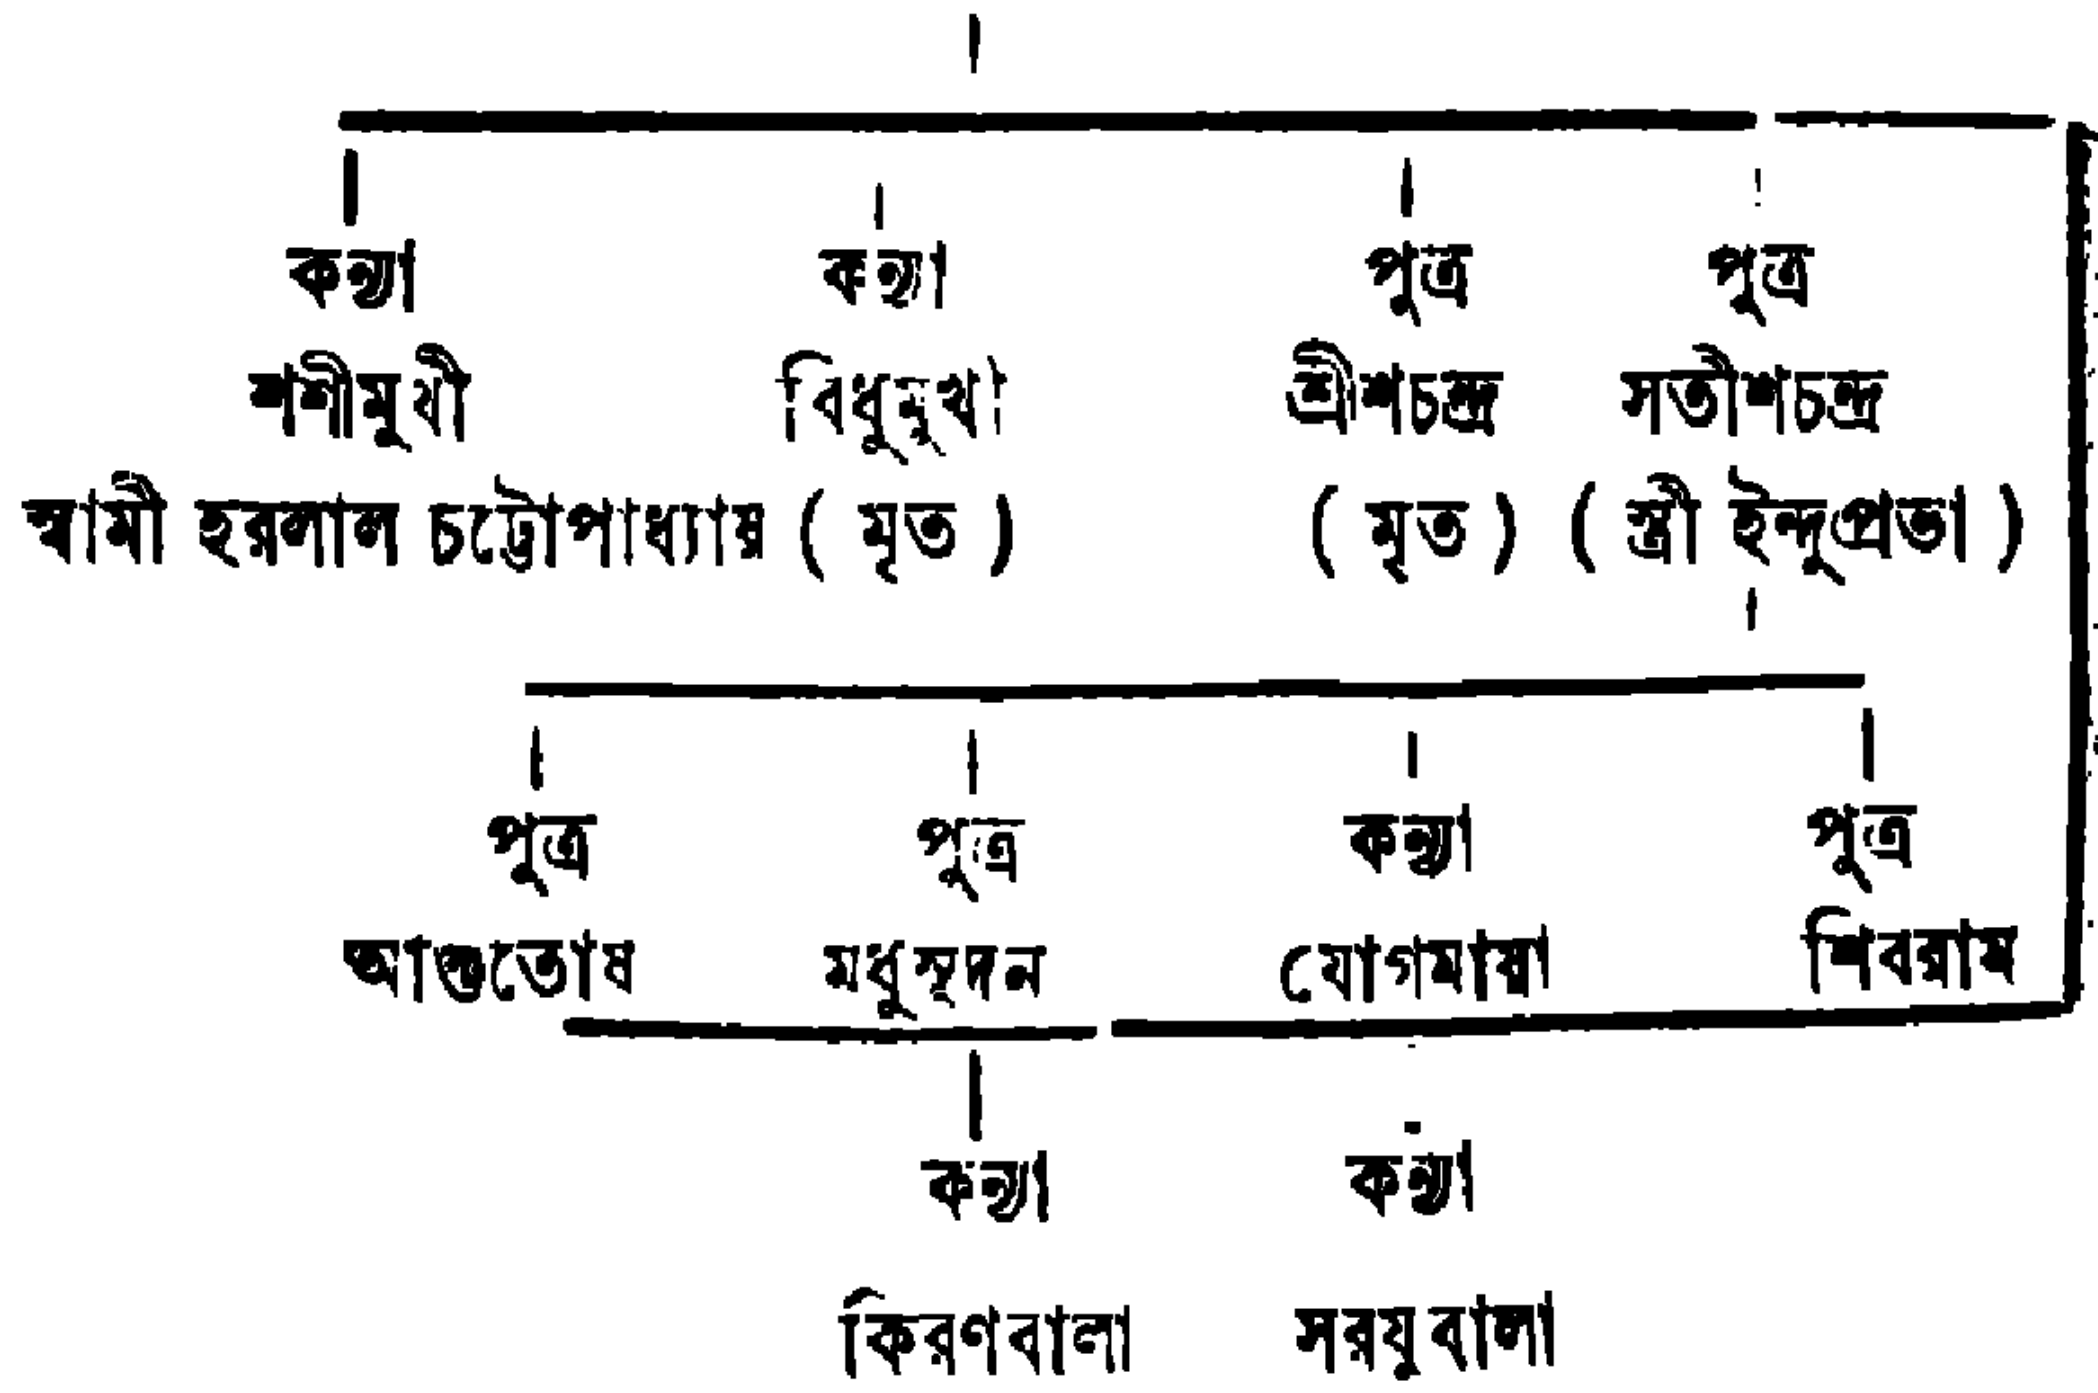 কন্যা কন্যা পুত্র পুত্র
শশীমুখী বিধুমুখী শ্রীশচন্দ্র সতীশচন্দ্র
স্বামী হরলাল চট্টোপাধ্যায় ( মৃত ) ( মৃত ) ( স্ত্রী ইন্দুপ্রভা )
পুত্র পুত্র কন্যা পুত্র
আশুতোষ মধুসূদন যোগমায়া শিবরাম
কন্যা কন্যা
কিরণবালা সরযুবালা